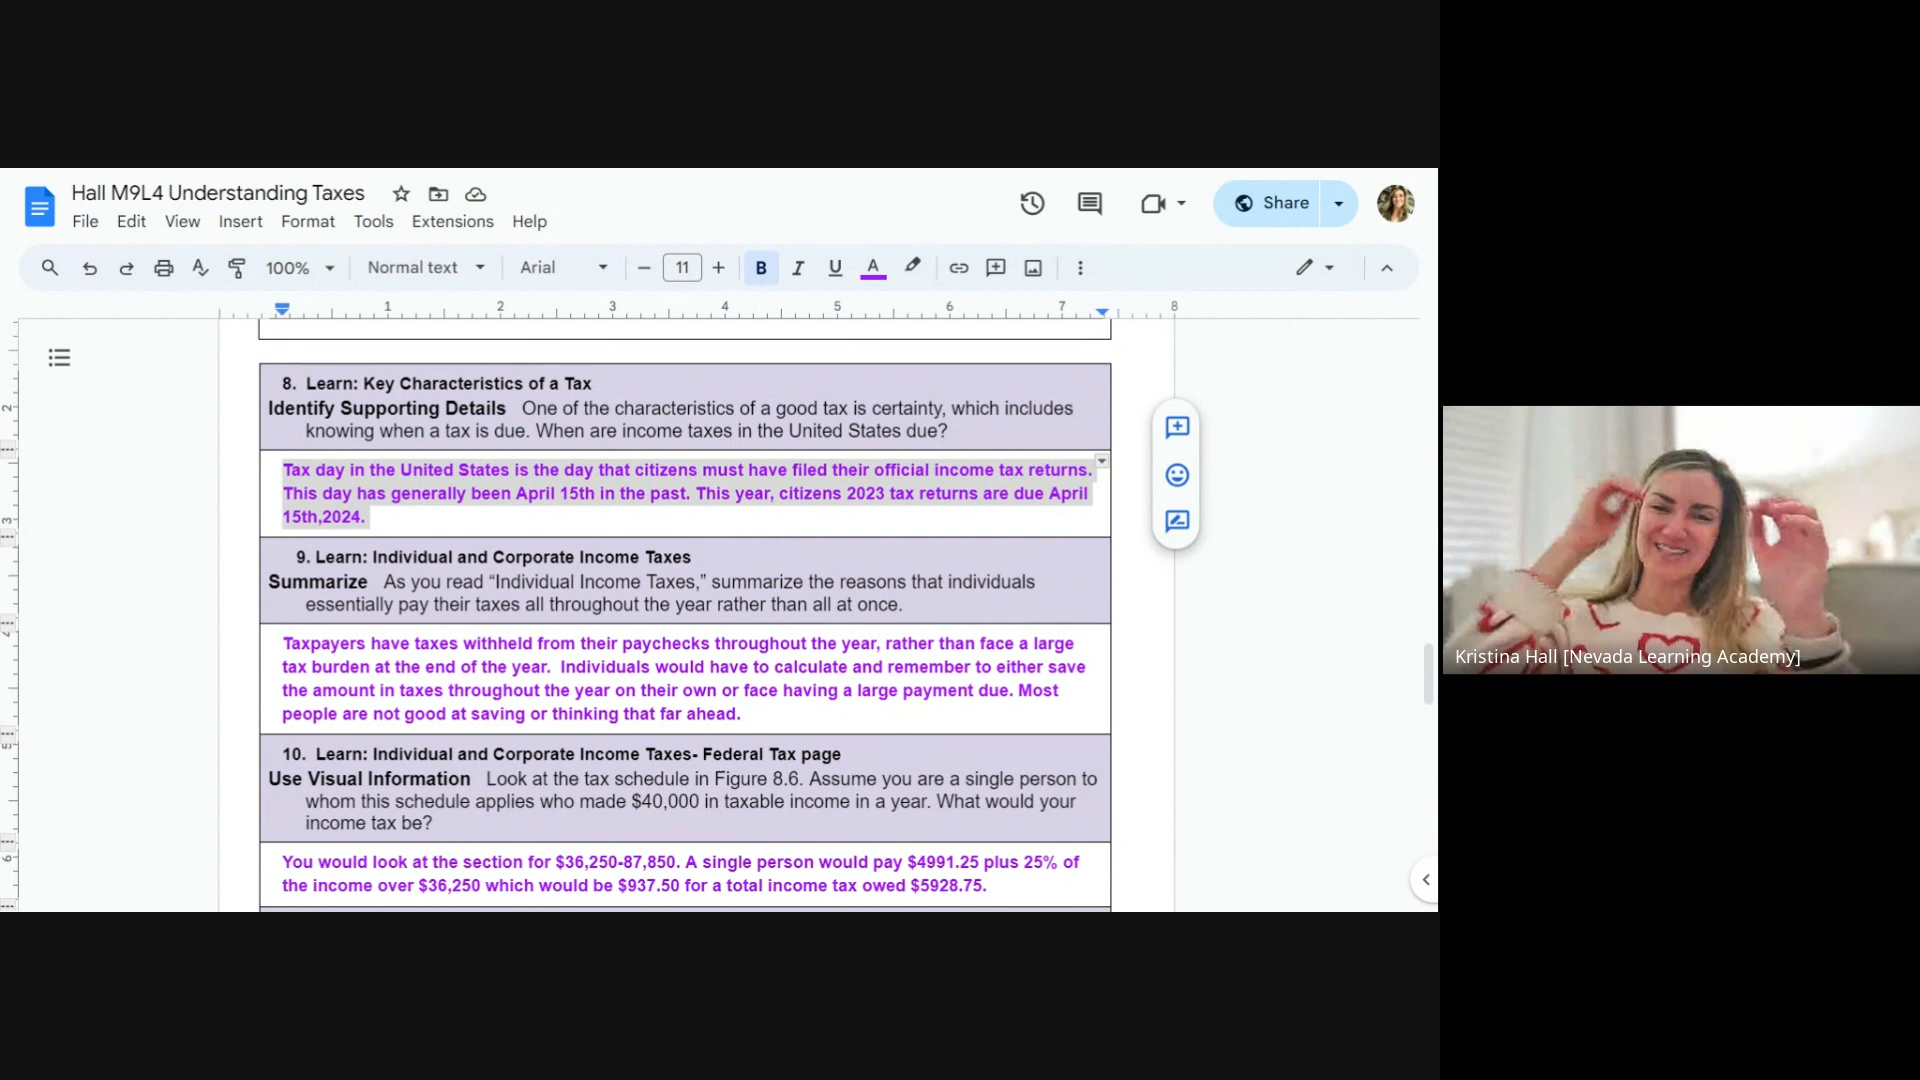 Hall M9L4 Understanding Taxes
File Edit View Insert Format Tools Extensions Help
Share
100% Normal text Arial 11 B I U A
1 2 3 4 5 6 7 8
2
3
4
5
6
8. Learn: Key Characteristics of a Tax
Identify Supporting Details One of the characteristics of a good tax is certainty, which includes
knowing when a tax is due. When are income taxes in the United States due?
Tax day in the United States is the day that citizens must have filed their official income tax returns.
This day has generally been April 15th in the past. This year, citizens 2023 tax returns are due April
15th,2024.
9. Learn: Individual and Corporate Income Taxes
Summarize As you read “Individual Income Taxes,” summarize the reasons that individuals
essentially pay their taxes all throughout the year rather than all at once.
Taxpayers have taxes withheld from their paychecks throughout the year, rather than face a large
tax burden at the end of the year. Individuals would have to calculate and remember to either save
the amount in taxes throughout the year on their own or face having a large payment due. Most
people are not good at saving or thinking that far ahead.
10. Learn: Individual and Corporate Income Taxes- Federal Tax page
Use Visual Information Look at the tax schedule in Figure 8.6. Assume you are a single person to
whom this schedule applies who made $40,000 in taxable income in a year. What would your
income tax be?
You would look at the section for $36,250-87,850. A single person would pay $4991.25 plus 25% of
the income over $36,250 which would be $937.50 for a total income tax owed $5928.75.
Kristina Hall [Nevada Learning Academy]